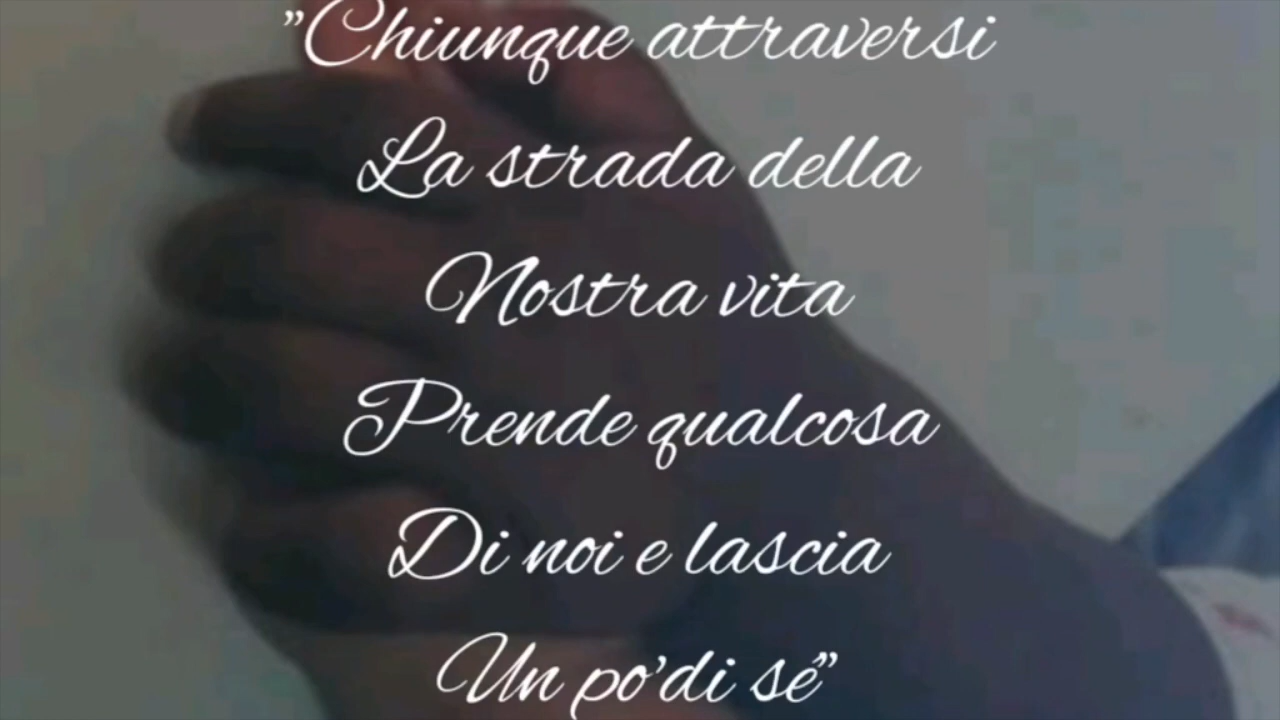 "Chiunque attraversi
La strada della
Nostra vita
Prende qualcosa
Di noi e lascia
Un po'di sé"